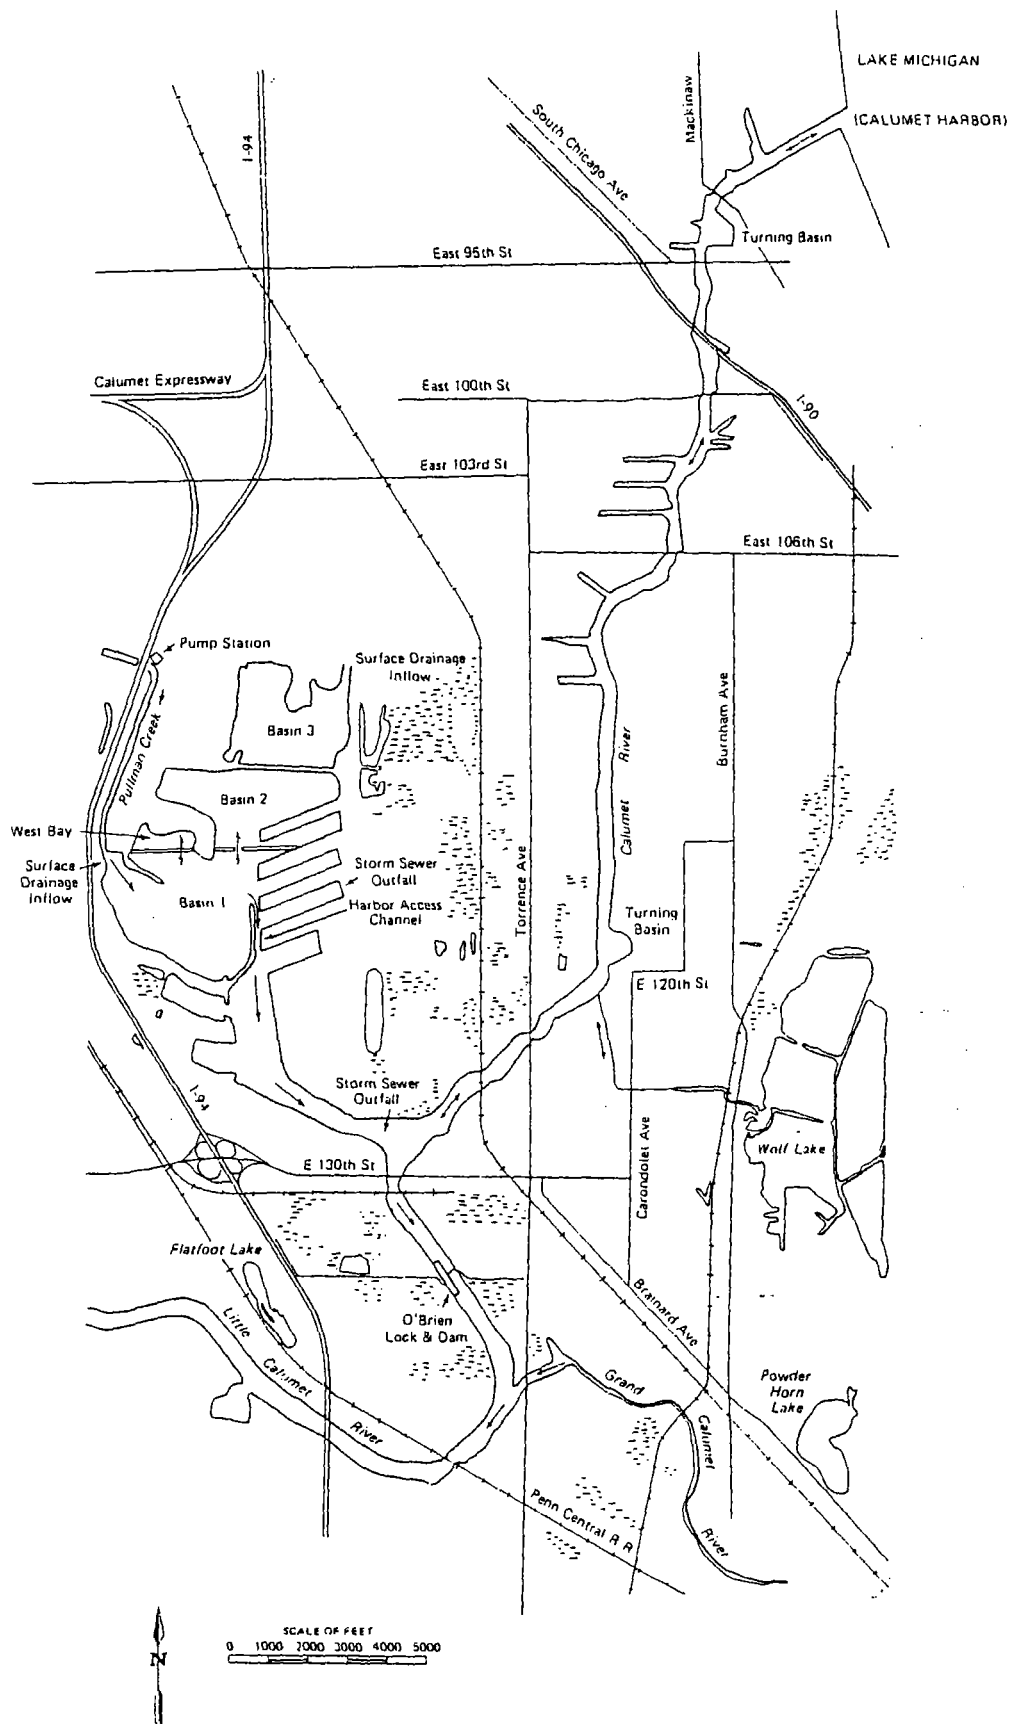 LAKE MICHIGAN
(CALUMET HARBOR)
Mackinaw
South Chicago Ave
I-94
Turning Basin
East 95th St
Calumet Expressway
East 100th St
I-90
East 103rd St
East 106th St
Pump Station
Surface Drainage
Inflow
Pullman Creek
Basin 3
Burnham Ave
Calumet River
Basin 2
West Bay
Surface
Drainage
Inflow
Storm Sewer
Outfall
Basin 1
Harbor Access
Channel
Torrence Ave
Turning
Basin
E 120th St
I-94
Storm Sewer
Outfall
Wolf Lake
Carondolet Ave
E 130th St
Flatfoot Lake
O'Brien
Lock & Dam
Brainard Ave
Little Calumet River
Grand Calumet River
Powder
Horn
Lake
Penn Central R R
N
SCALE OF FEET
0 1000 2000 3000 4000 5000